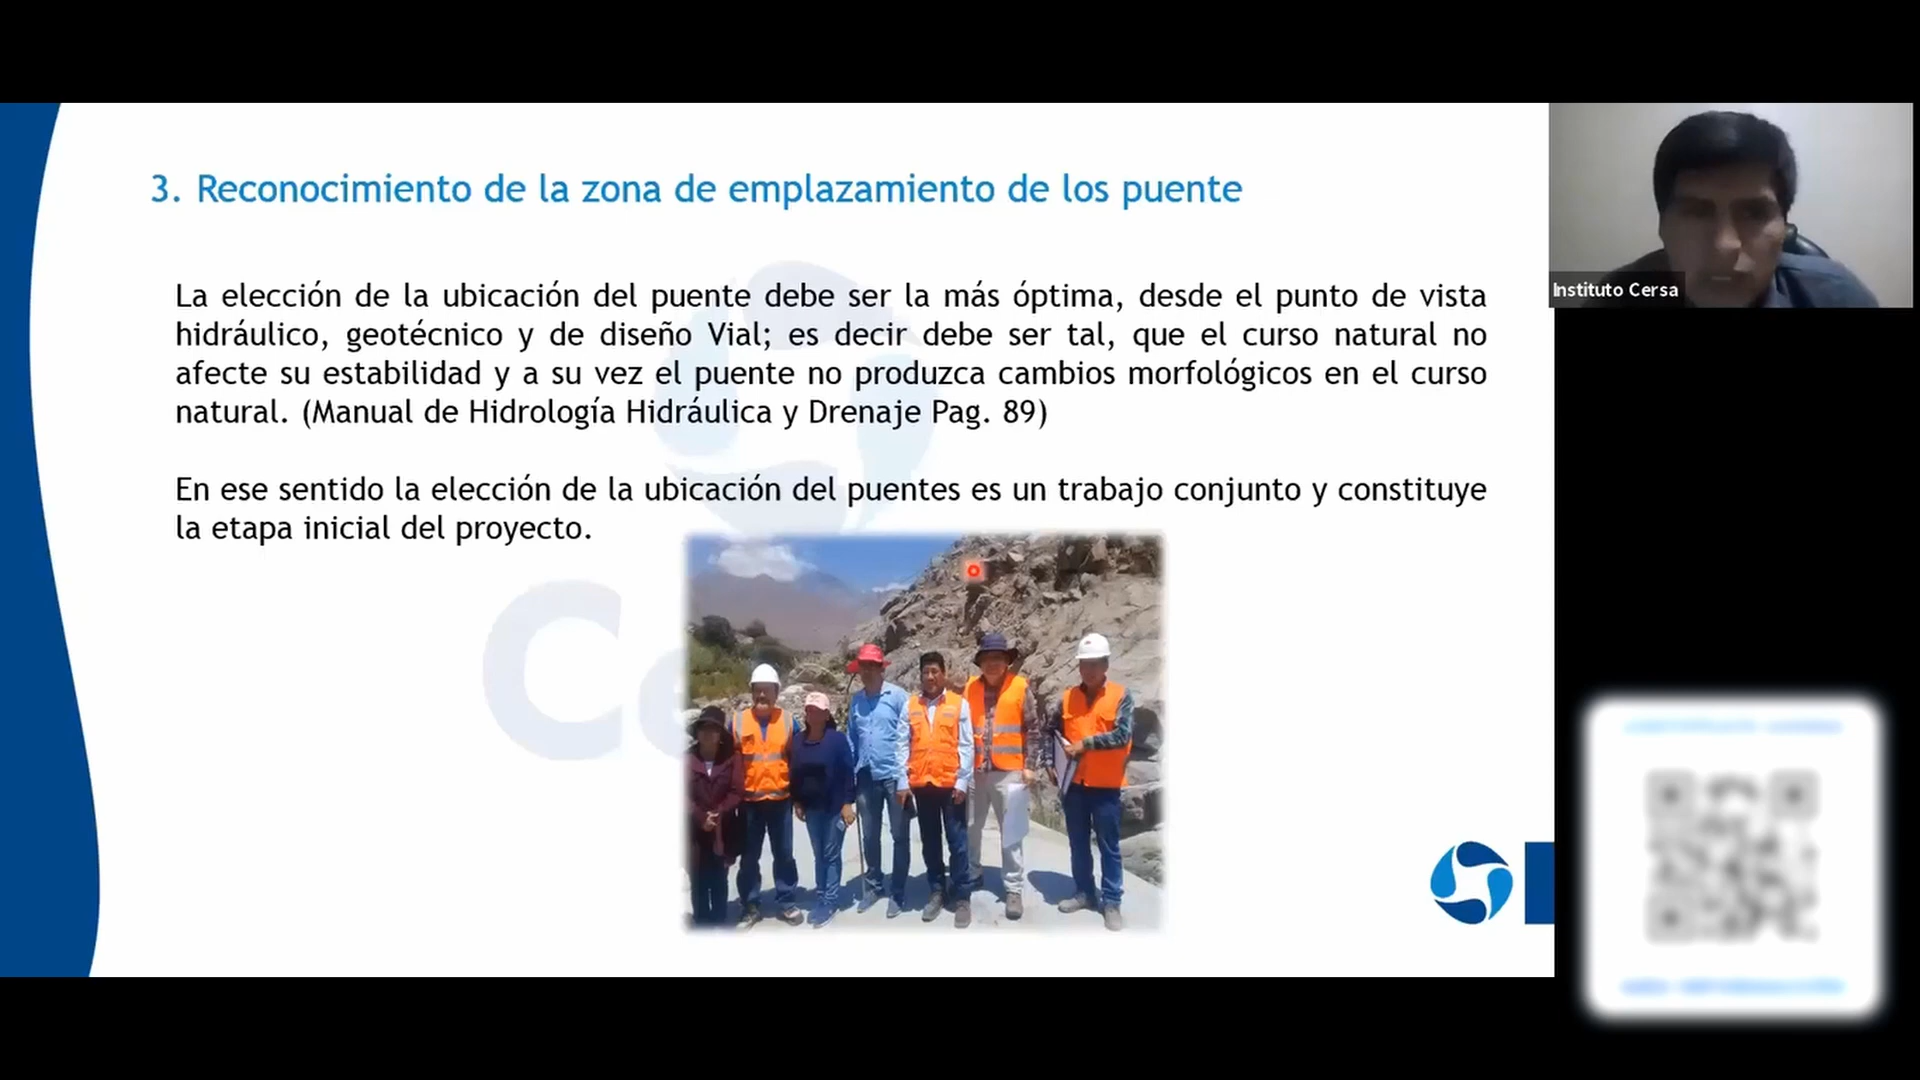 3. Reconocimiento de la zona de emplazamiento de los puente
La elección de la ubicación del puente debe ser la más óptima, desde el punto de vista
hidráulico, geotécnico y de diseño Vial; es decir debe ser tal, que el curso natural no
afecte su estabilidad y a su vez el puente no produzca cambios morfológicos en el curso
natural. (Manual de Hidrología Hidráulica y Drenaje Pag. 89)
En ese sentido la elección de la ubicación del puentes es un trabajo conjunto y constituye
la etapa inicial del proyecto.
Instituto Cersa